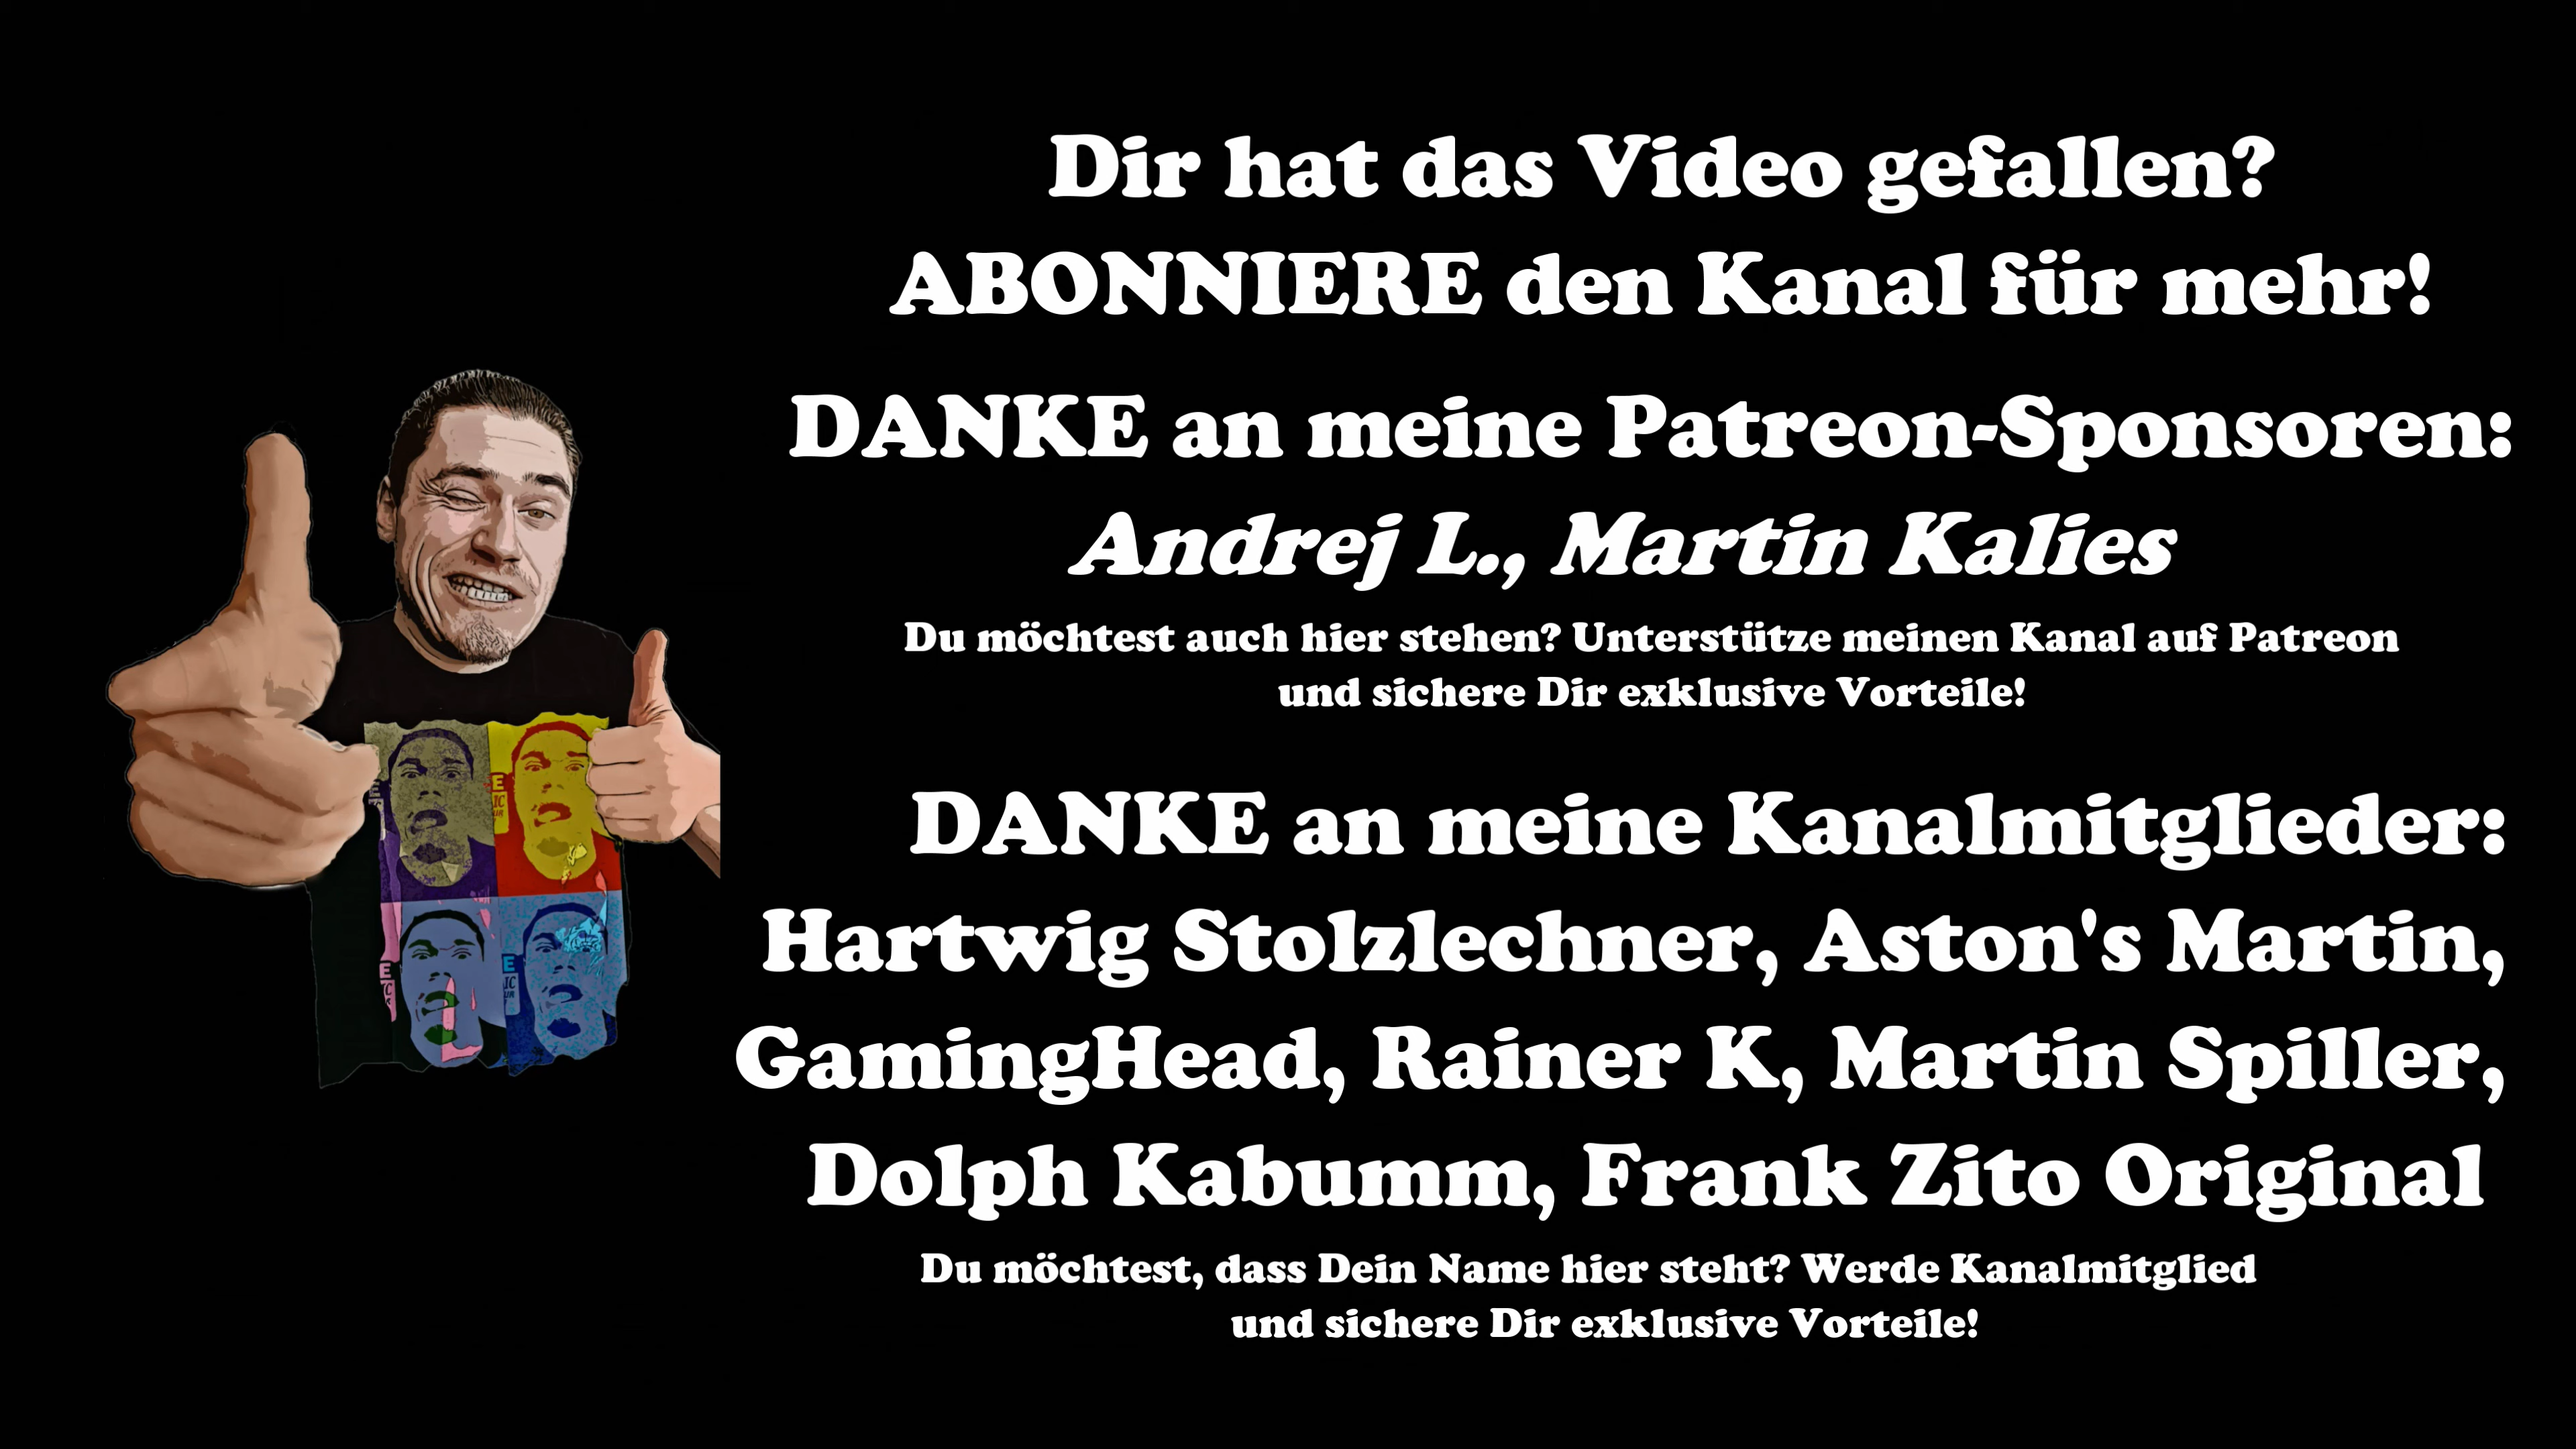 Dir hat das Video gefallen?
ABONNIERE den Kanal für mehr!
DANKE an meine Patreon-Sponsoren:
Andrej L., Martin Kalies
Du möchtest auch hier stehen? Unterstütze meinen Kanal auf Patreon
und sichere Dir exklusive Vorteile!
DANKE an meine Kanalmitglieder:
Hartwig Stolzlechner, Aston's Martin,
GamingHead, Rainer K, Martin Spiller,
Dolph Kabumm, Frank Zito Original
Du möchtest, dass Dein Name hier steht? Werde Kanalmitglied
und sichere Dir exklusive Vorteile!